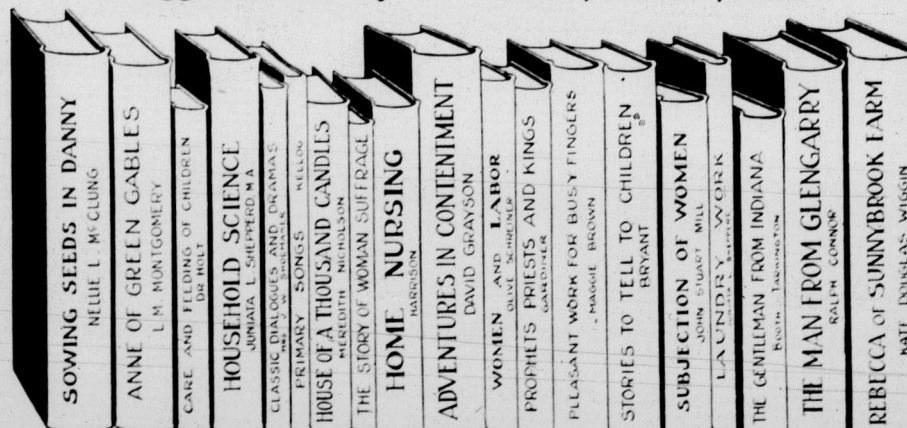 SOWING SEEDS IN DANNY
NELLIE L. McCLUNG
ANNE OF GREEN GABLES
L.M. MONTGOMERY
CARE AND FEEDING OF CHILDREN
DR HOLT
HOUSEHOLD SCIENCE
JUNIATA L. SHEPPERD M A
CLASSIC DIALOGUES AND DRAMAS
MRS J. W. SHOEMAKER
PRIMARY SONGS KELLOG
HOUSE OF A THOUSAND CANDLES
MEREDITH NICHOLSON
THE STORY OF WOMAN SUFFRAGE
HOME NURSING
HARRISON
ADVENTURES IN CONTENTMENT
DAVID GRAYSON
WOMEN AND LABOR
OLIVE SCHREINER
PROPHETS PRIESTS AND KINGS
GARDINER
PLEASANT WORK FOR BUSY FINGERS
- MAGGIE BROWN
STORIES TO TELL TO CHILDREN
BRYANT
SUBJECTION OF WOMEN
JOHN STUART MILL
LAUNDRY WORK
THE GENTLEMAN FROM INDIANA
BOOTH TARKINGTON
THE MAN FROM GLENGARRY
RALPH CONNOR
REBECCA OF SUNNYBROOK FARM
KATE DOUGLAS WIGGIN